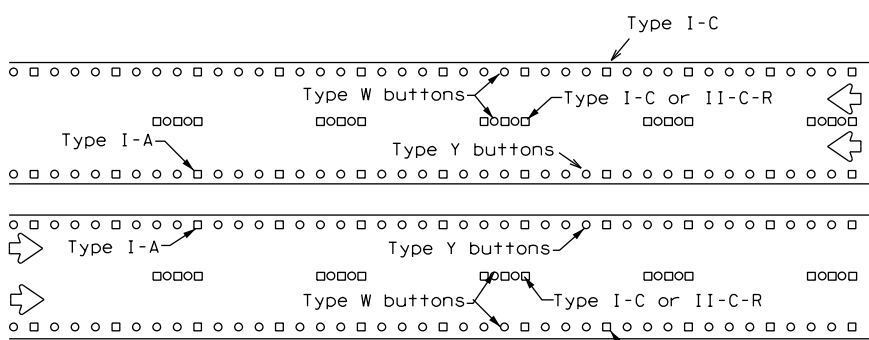 Type I-C
Type W buttons
Type I-C or II-C-R
Type I-A
Type Y buttons
Type I-A
Type Y buttons
Type W buttons
Type I-C or II-C-R